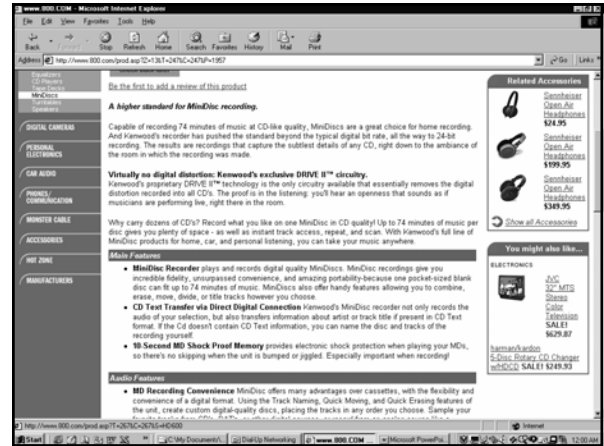 www.800.COM - Microsoft Internet Explorer
File Edit View Favorites Tools Help
Back Forward Stop Refresh Home Search Favorites History Mail Print
Address http://www.800.com/prod.asp?Z=13&T=247&C=247&P=1957 Go Links
Equalizers
CD Players
Tape Decks
MiniDiscs
Turntables
Speakers
DIGITAL CAMERAS
PERSONAL
ELECTRONICS
CAR AUDIO
PHONES/
COMMUNICATION
MONSTER CABLE
ACCESSORIES
HOT ZONE
MANUFACTURERS
Be the first to add a review of this product
A higher standard for MiniDisc recording.
Capable of recording 74 minutes of music at CD-like quality, MiniDiscs are a great choice for home recording.
And Kenwood's recorder has pushed the standard beyond the typical digital bit rate, all the way to 24-bit
recording. The results are recordings that capture the subtlest details of any CD, right down to the ambiance of
the room in which the recording was made.
Virtually no digital distortion: Kenwood's exclusive DRIVE II™ circuitry.
Kenwood's proprietary DRIVE II™ technology is the only circuitry available that essentially removes the digital
distortion recorded into all CD's. The proof is in the listening: you'll hear an openness that sounds as if
musicians are performing live, right there in the room.
Why carry dozens of CD's? Record what you like on one MiniDisc in CD quality! Up to 74 minutes of music per
disc gives you plenty of space - as well as instant track access, repeat, and scan. With Kenwood's full line of
MiniDisc products for home, car, and personal listening, you can take your music anywhere.
Main Features
• MiniDisc Recorder plays and records digital quality MiniDiscs. MiniDisc recordings give you
incredible fidelity, unsurpassed convenience, and amazing portability-because one pocket-sized blank
disc can fit up to 74 minutes of music. MiniDiscs also offer handy features allowing you to combine,
erase, move, divide, or title tracks however you choose.
• CD Text Transfer via Direct Digital Connection Kenwood's MiniDisc recorder not only records the
audio of your selection, but also transfers information about artist or track title if present in CD Text
format. If the Cd doesn't contain CD Text information, you can name the disc and tracks of the
recording yourself.
• 10-Second MD Shock Proof Memory provides electronic shock protection when playing your MDs,
so there's no skipping when the unit is bumped or jiggled. Especially important when recording!
Audio Features
• MD Recording Convenience MiniDisc offers many advantages over cassettes, with the flexibility and
convenience of a digital format. Using the Track Naming, Quick Moving, and Quick Erasing features of
the unit, create custom digital-quality discs, placing the tracks in any order you choose. Sample your
Related Accessories
Sennheiser
Open Air
Headphones
$24.95
Sennheiser
Open Air
Headphones
$199.95
Sennheiser
Open Air
Headphones
$349.95
Show all Accessories
You might also like...
ELECTRONICS
JVC
32" MTS
Stereo
Color
Television
SALE!
$629.87
harman/kardon
5-Disc Rotary CD Changer
w/HDCD SALE! $249.93
http://www.800.com/prod.asp?T=267&C=267&S=HD600 Internet
Start C:\My Documents\... Dial-Up Networking www.800.COM ... Microsoft PowerPoi... 12:00AM